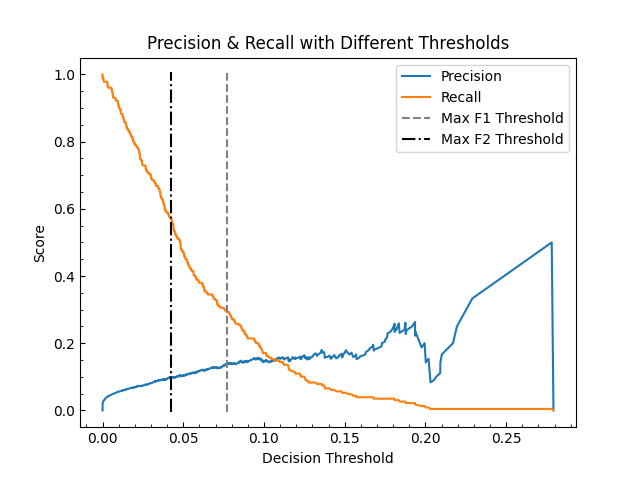 Precision & Recall with Different Thresholds
Precision
Recall
Max F1 Threshold
Max F2 Threshold
Score
1.0
0.8
0.6
0.4
0.2
0.0
0.00 0.05 0.10 0.15 0.20 0.25
Decision Threshold